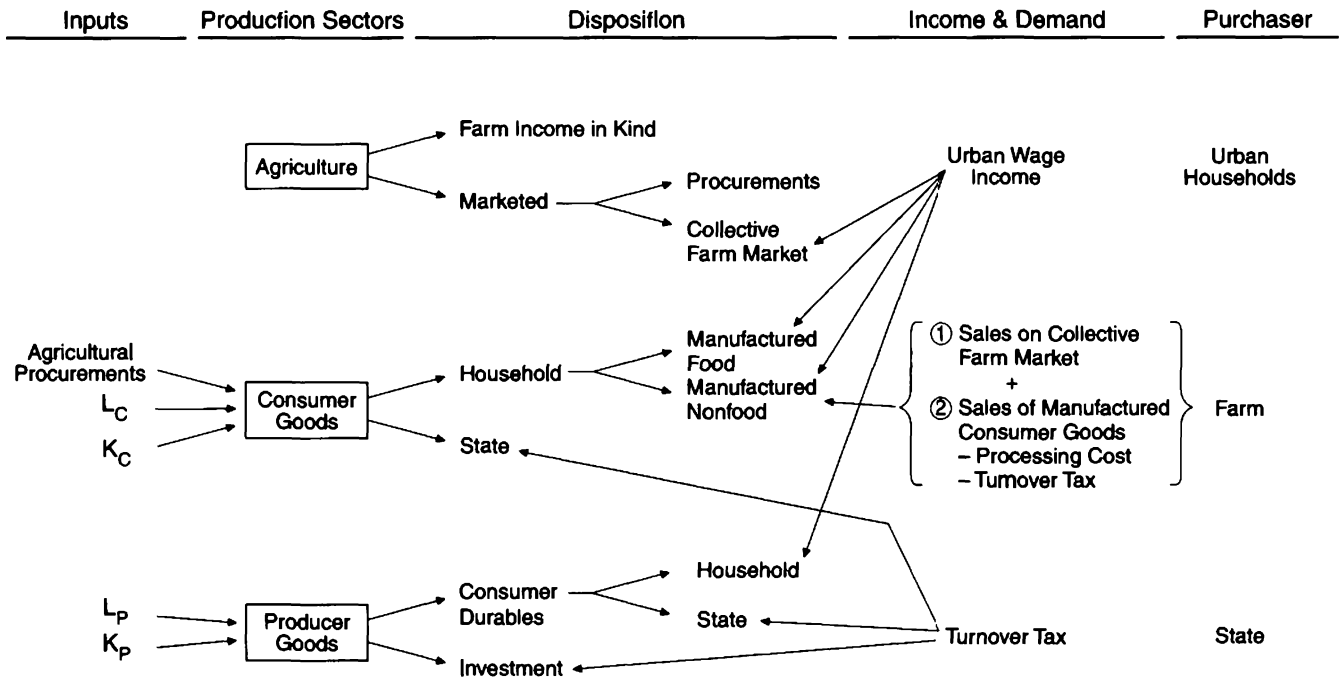 Inputs
Production Sectors
Disposition
Income & Demand
Purchaser
Agriculture
Farm Income in Kind
Marketed
Procurements
Collective
Farm Market
Urban Wage
Income
Urban
Households
Agricultural
Procurements
L_C
K_C
Consumer
Goods
Household
State
Manufactured
Food
Manufactured
Nonfood
① Sales on Collective
Farm Market
+
② Sales of Manufactured
Consumer Goods
– Processing Cost
– Turnover Tax
Farm
L_P
K_P
Producer
Goods
Consumer
Durables
Investment
Household
State
Turnover Tax
State